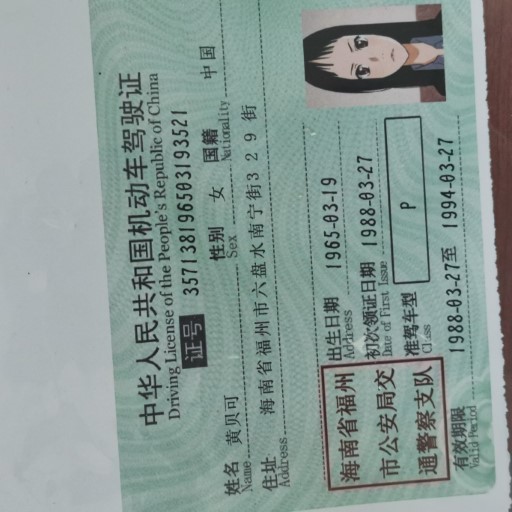 中华人民共和国机动车驾驶证
Driving License of the People's Republic of China
证号 357138196503193521
姓名 黄贝可 性别 女 国籍 中国
Name Sex Nationality
住址 海南省福州市六盘水南宁街329街
Address
海南省福州
市公安局交
通警察支队
出生日期 1965-03-19
Address
初次领证日期 1988-03-27
Date of First Issue
准驾车型 P
Class
有效期限 1988-03-27至 1994-03-27
Valid Period